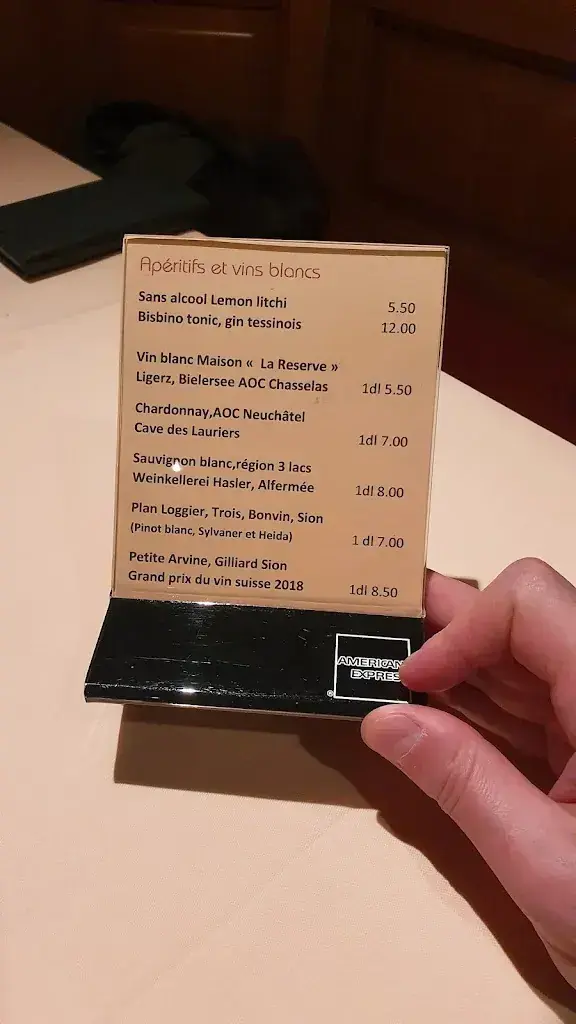 Apéritifs et vins blancs
Sans alcool Lemon litchi 5.50
Bisbino tonic, gin tessinois 12.00
Vin blanc Maison « La Reserve »
Ligerz, Bielersee AOC Chasselas 1dl 5.50
Chardonnay,AOC Neuchâtel
Cave des Lauriers 1dl 7.00
Sauvignon blanc,région 3 lacs
Weinkellerei Hasler, Alfermée 1dl 8.00
Plan Loggier, Trois, Bonvin, Sion
(Pinot blanc, Sylvaner et Heida) 1 dl 7.00
Petite Arvine, Gilliard Sion
Grand prix du vin suisse 2018 1dl 8.50
AMERICAN
EXPRESS
®